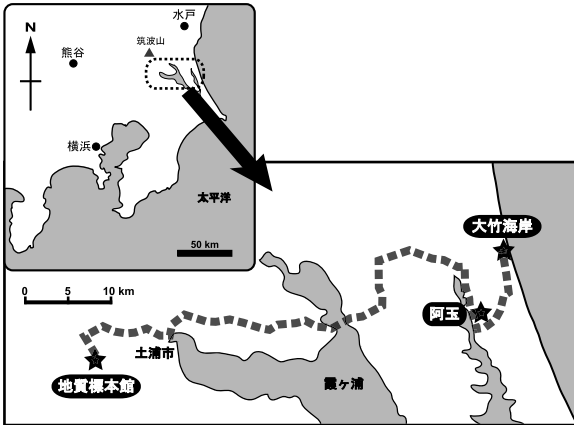 水戸
N
筑波山
熊谷
横浜
太平洋
50 km
大竹海岸
0 5 10 km
阿玉
土浦市
地質標本館
霞ヶ浦